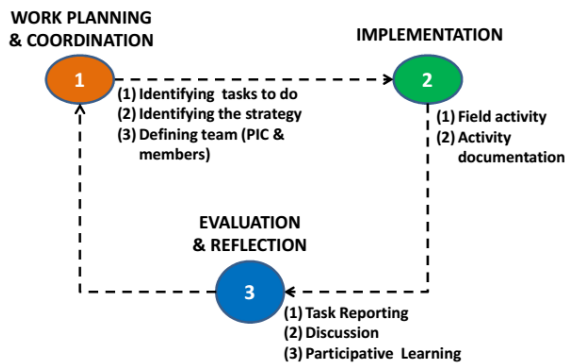 WORK PLANNING
& COORDINATION
IMPLEMENTATION
1
2
(1) Identifying tasks to do
(2) Identifying the strategy
(3) Defining team (PIC &
members)
(1) Field activity
(2) Activity
documentation
EVALUATION
& REFLECTION
3
(1) Task Reporting
(2) Discussion
(3) Participative Learning